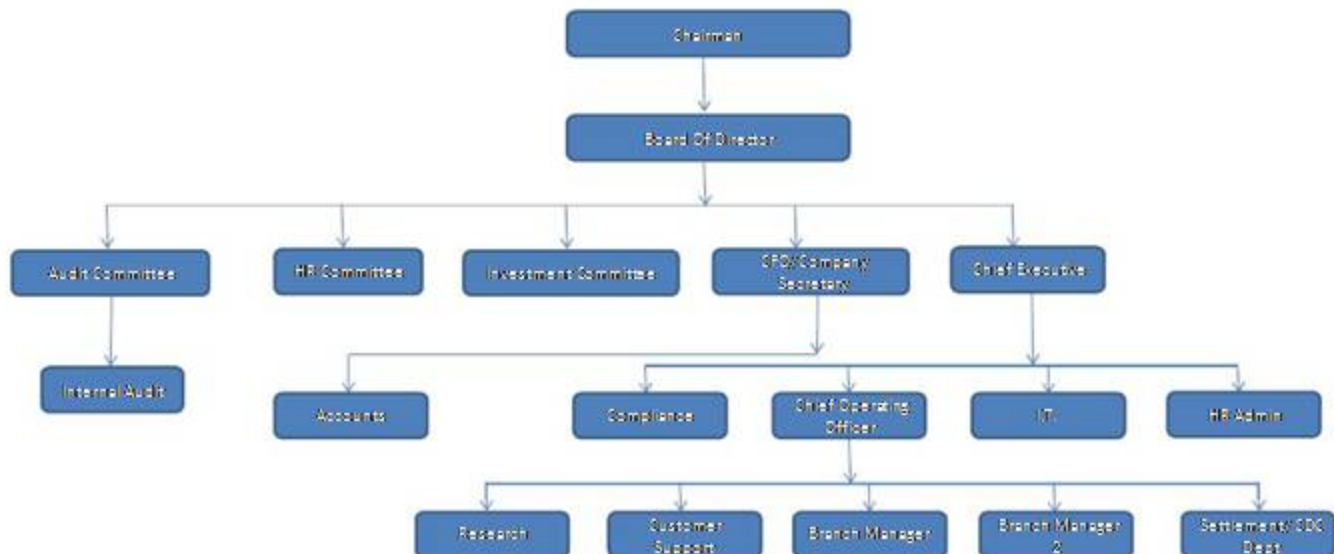 Chairman
Board Of Director
Audit Committee
HR Committee
Investment Committee
CFO/Company
Secretary
Chief Executive
Internal Audit
Accounts
Compliance
Chief Operating
Officer
I.T.
HR Admin
Research
Customer
Support
Branch Manager
Branch Manager
2
Settlement/ CDC
Dept